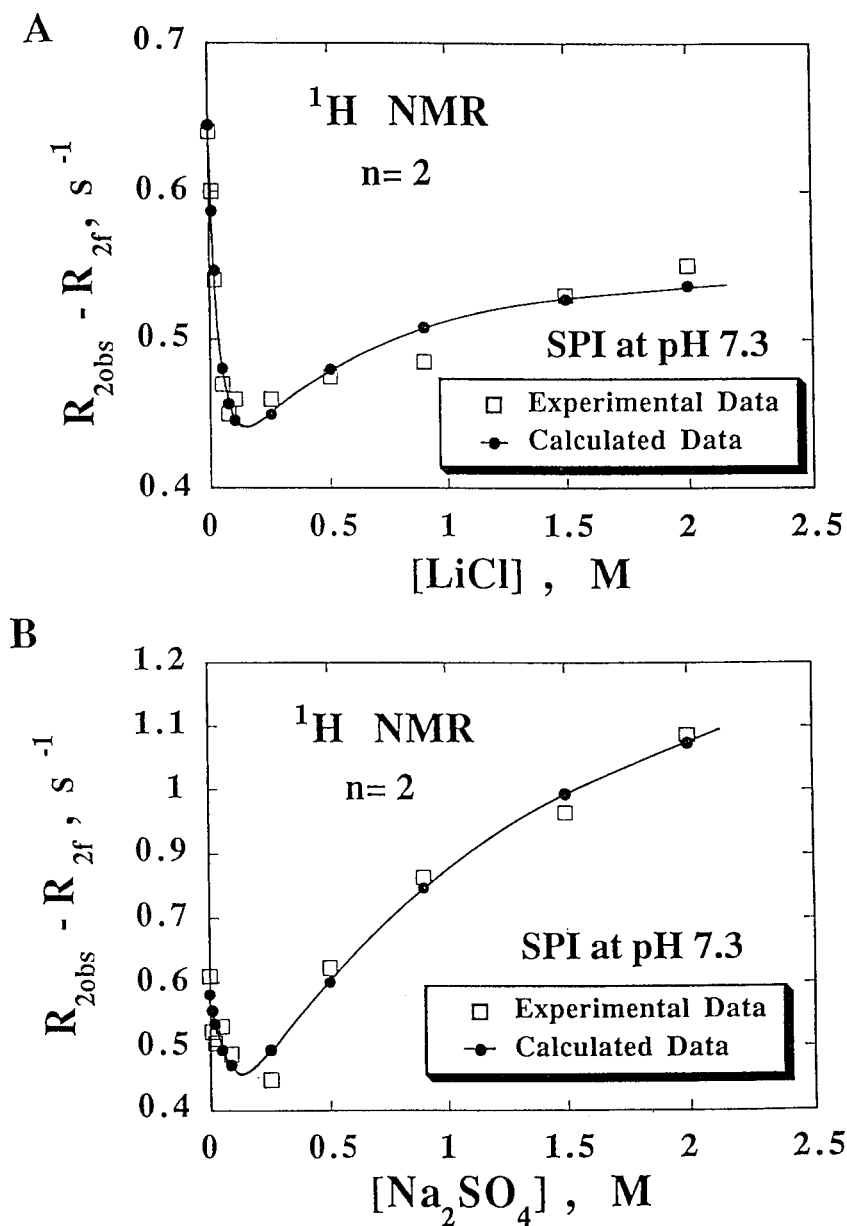 A
0.7
0.6
0.5
0.4
R2obs - R2f, s -1
1H NMR
n= 2
SPI at pH 7.3
Experimental Data
Calculated Data
0 0.5 1 1.5 2 2.5
[LiCl] , M
B
1.2
1.1
1
0.9
0.7
0.6
0.5
0.4
R2obs - R2f, s -1
1H NMR
n= 2
SPI at pH 7.3
Experimental Data
Calculated Data
0 0.5 1 1.5 2 2.5
[Na2SO4] , M